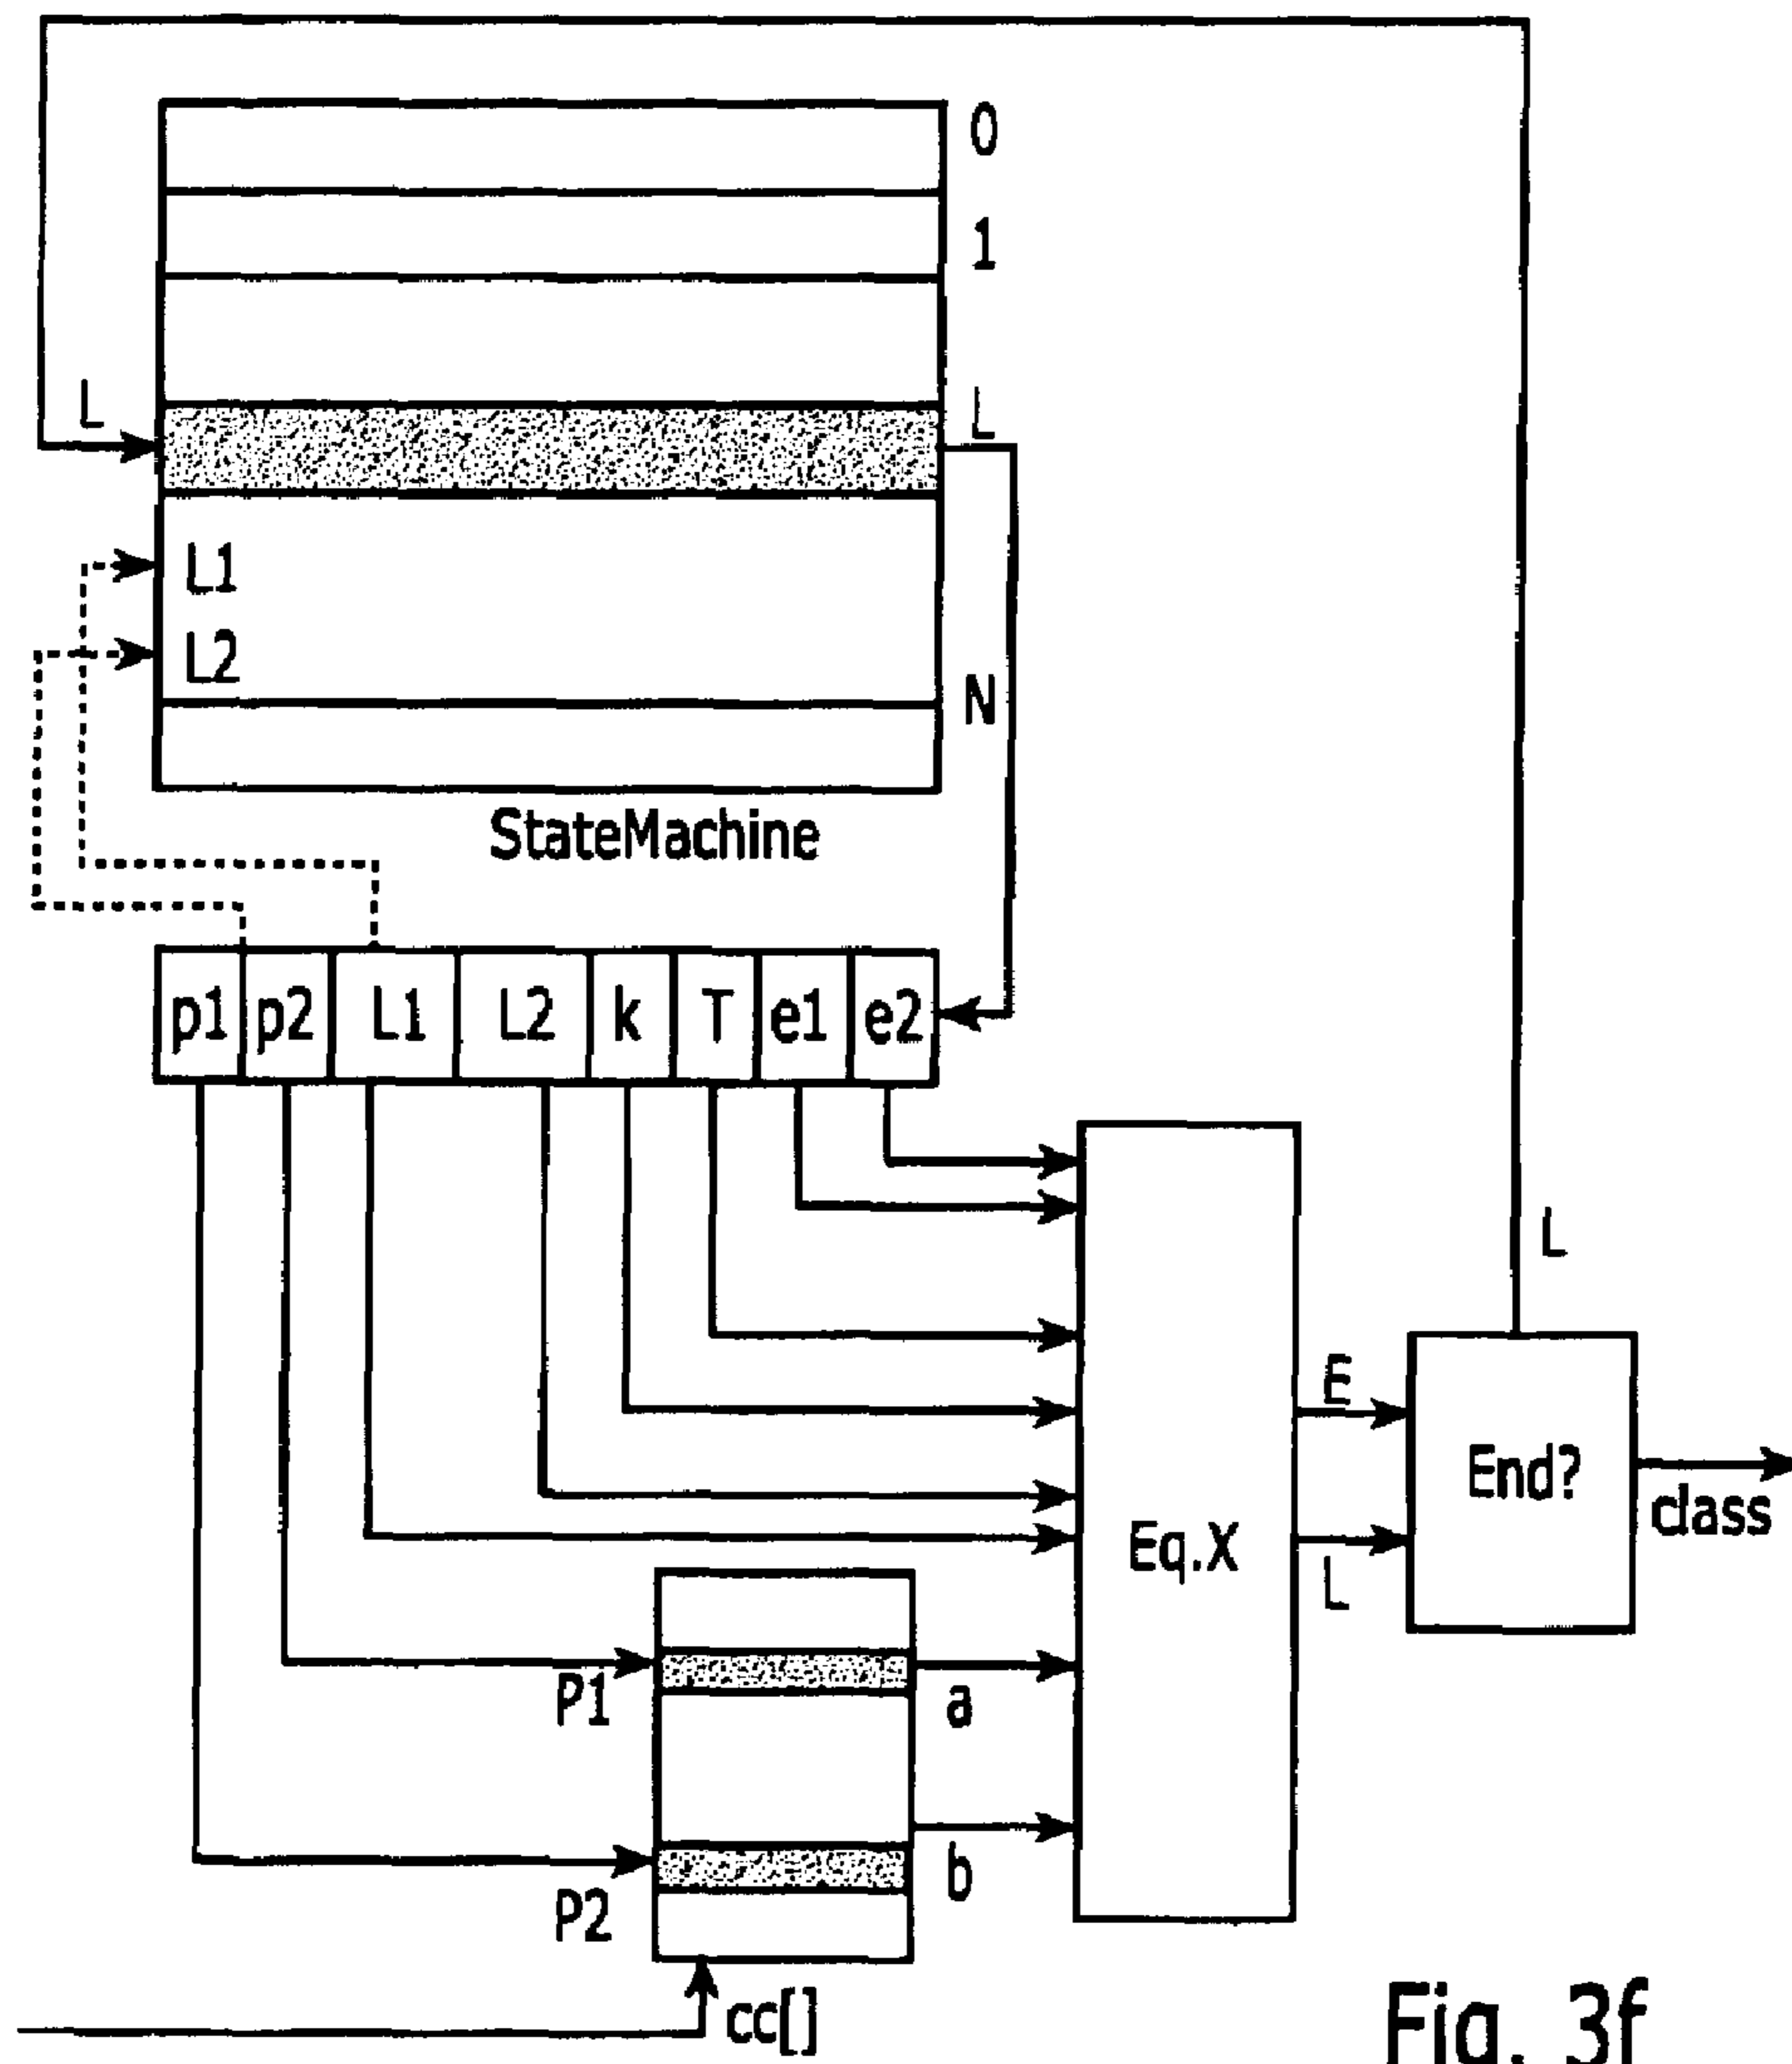 0
1
L
L
L1
L2
N
StateMachine
p1 p2 L1 L2 k T e1 e2
L
E
End?
class
Eq.X
L
P1
a
b
P2
cc[]
Fig. 3f